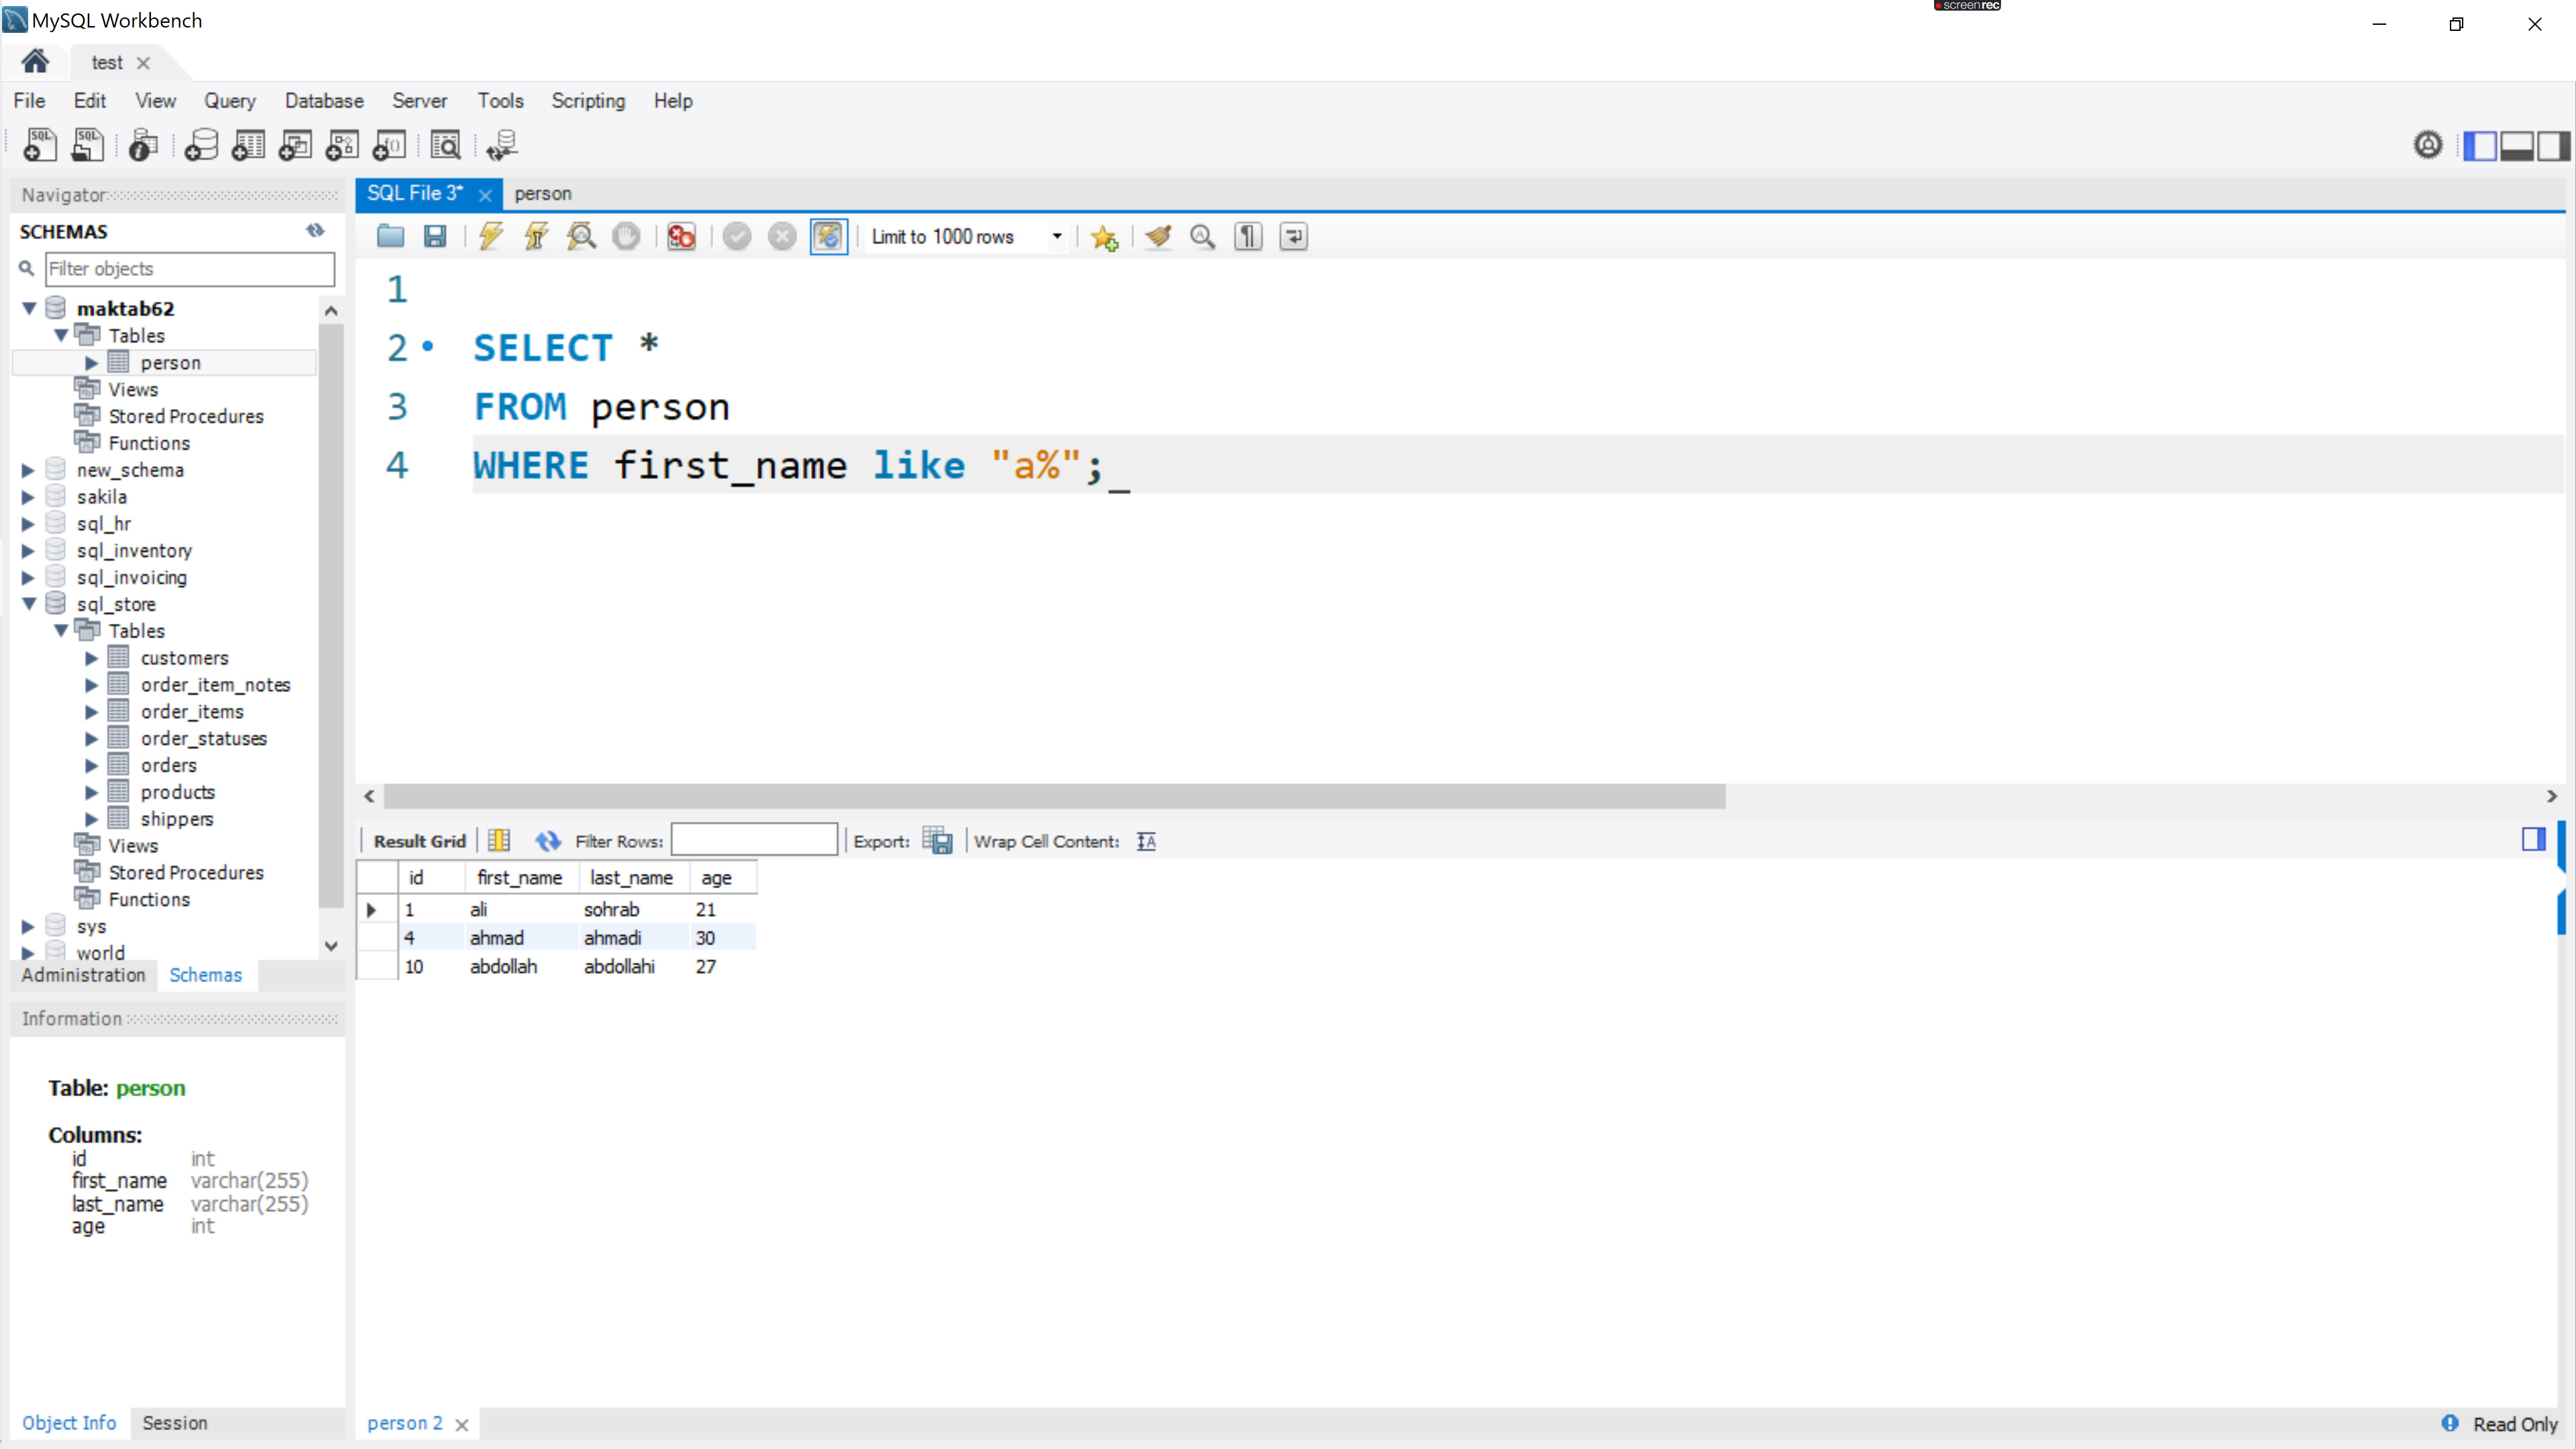 screenrec
MySQL Workbench
test
File Edit View Query Database Server Tools Scripting Help
Navigator
SCHEMAS
Filter objects
maktab62
Tables
person
Views
Stored Procedures
Functions
new_schema
sakila
sql_hr
sql_inventory
sql_invoicing
sql_store
Tables
customers
order_item_notes
order_items
order_statuses
orders
products
shippers
Views
Stored Procedures
Functions
sys
world
Administration Schemas
Information
Table: person
Columns:
id int
first_name varchar(255)
last_name varchar(255)
age int
Object Info Session
SQL File 3* person
Limit to 1000 rows
1
2 SELECT *
3 FROM person
4 WHERE first_name like "a%";
Result Grid Filter Rows: Export: Wrap Cell Content:
id first_name last_name age
1 ali sohrab 21
4 ahmad ahmadi 30
10 abdollah abdollahi 27
person 2
Read Only